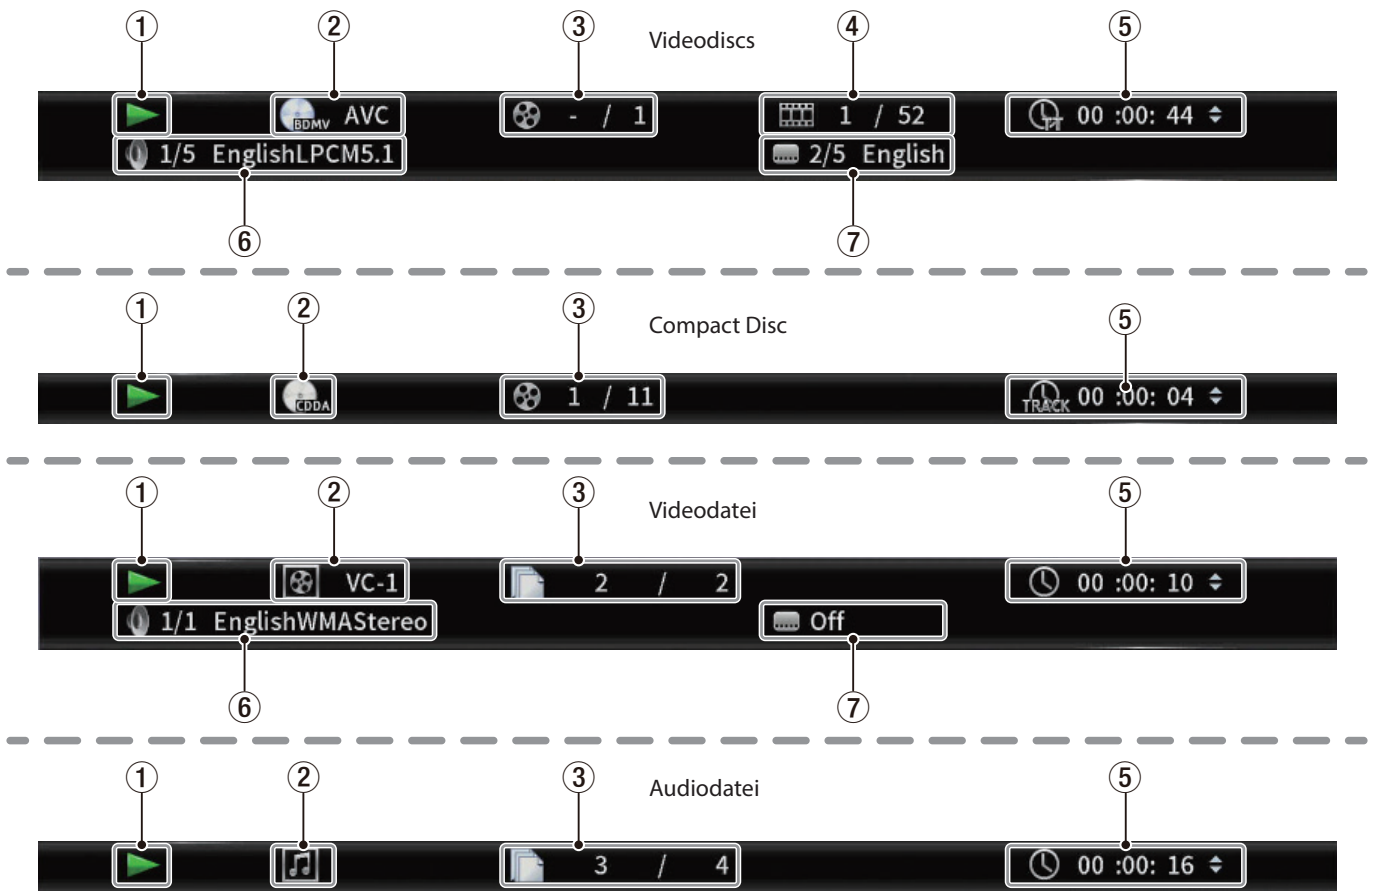 ① ② ③ Videodiscs ④ ⑤
BDMV AVC - / 1 1 / 52 TT 00 :00: 44
1/5 EnglishLPCM5.1 2/5 English
⑥ ⑦
① ② ③ Compact Disc ⑤
CDDA 1 / 11 TRACK 00 :00: 04
① ② ③ Videodatei ⑤
VC-1 2 / 2 00 :00: 10
1/1 EnglishWMAStereo Off
⑥ ⑦
① ② ③ Audiodatei ⑤
3 / 4 00 :00: 16